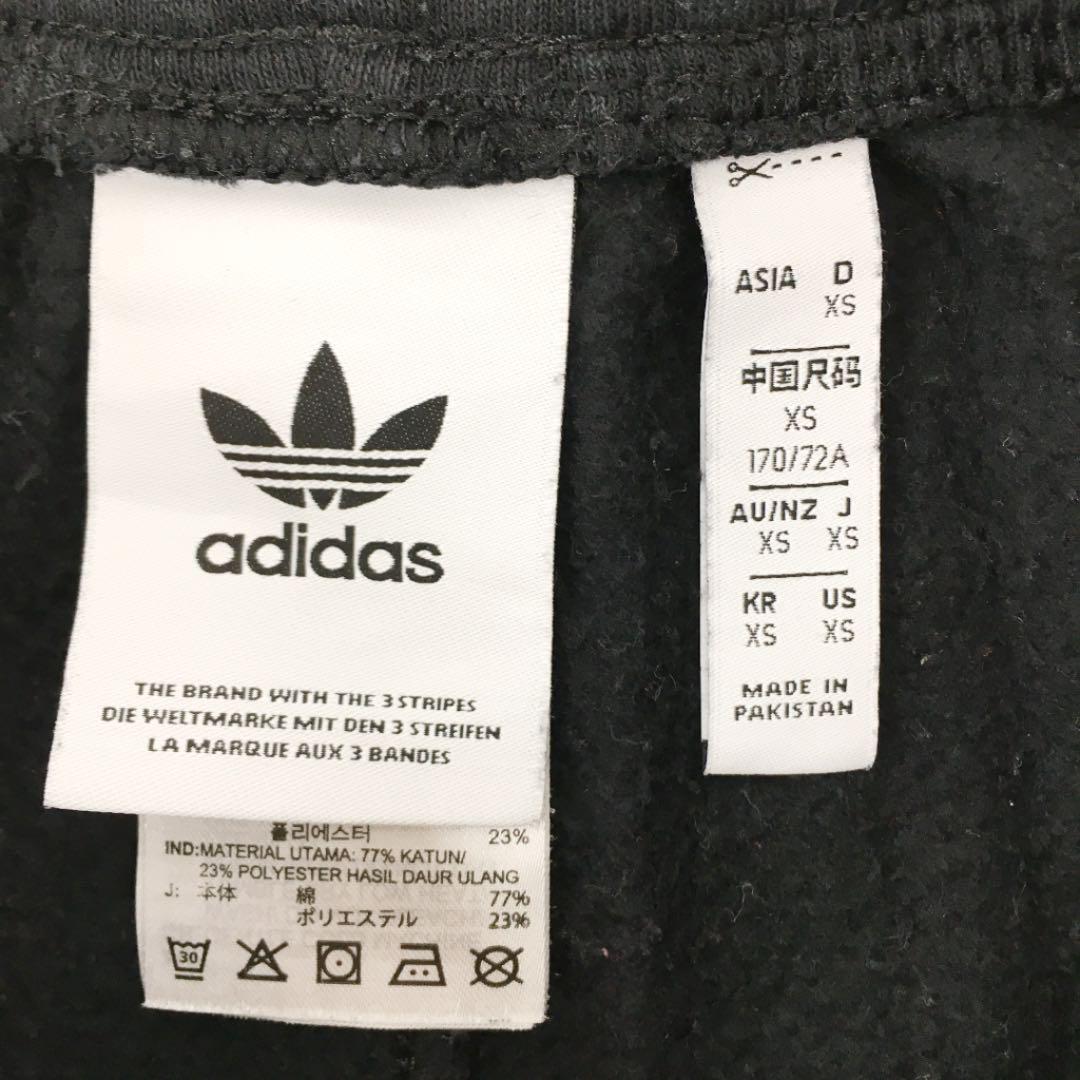 adidas
THE BRAND WITH THE 3 STRIPES
DIE WELTMARKE MIT DEN 3 STREIFEN
LA MARQUE AUX 3 BANDES
폴리에스터 23%
IND:MATERIAL UTAMA: 77% KATUN/
23% POLYESTER HASIL DAUR ULANG
J: 本体 綿 77%
ポリエステル 23%
30
ASIA D
XS
中国尺码
XS
170/72A
AU/NZ J
XS XS
KR US
XS XS
MADE IN
PAKISTAN